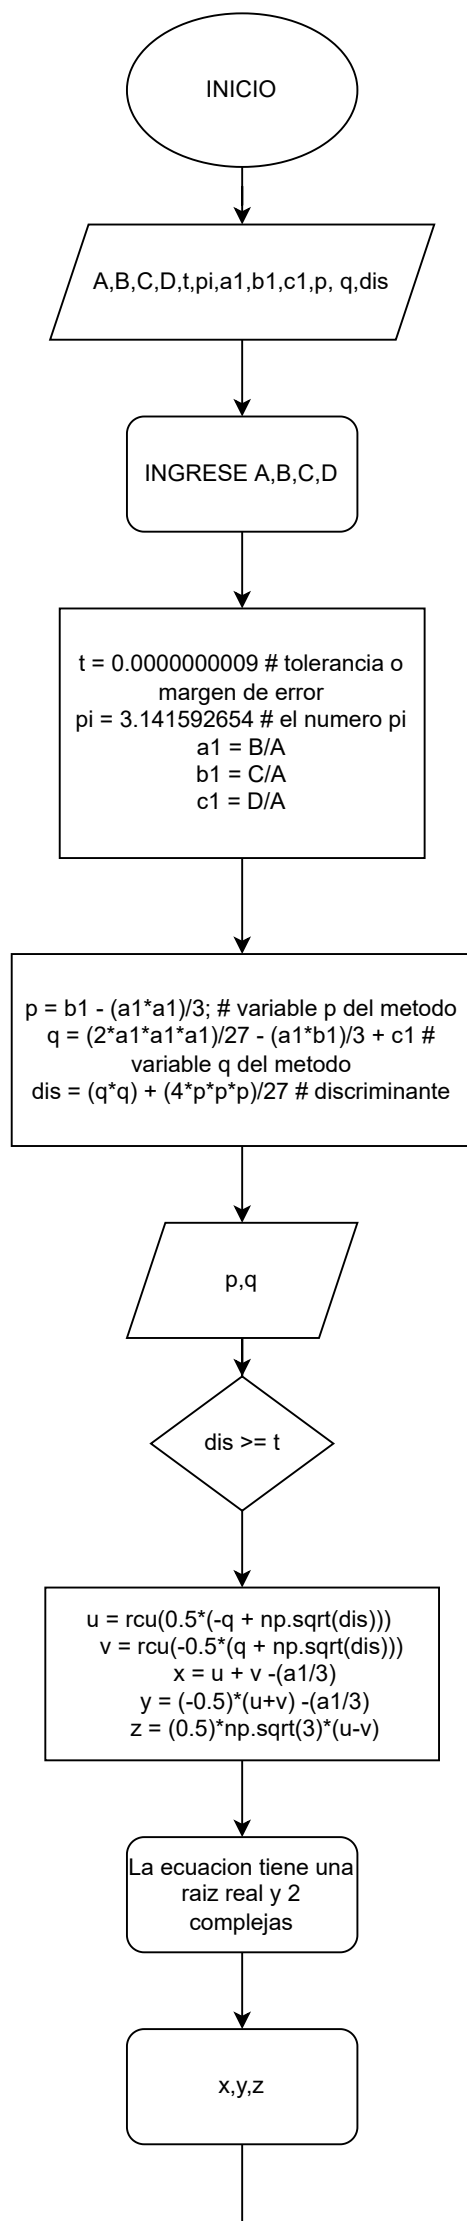 INICIO
A,B,C,D,t,pi,a1,b1,c1,p, q,dis
INGRESE A,B,C,D
t = 0.0000000009 # tolerancia o
margen de error
pi = 3.141592654 # el numero pi
a1 = B/A
b1 = C/A
c1 = D/A
p = b1 - (a1*a1)/3; # variable p del metodo
q = (2*a1*a1*a1)/27 - (a1*b1)/3 + c1 #
variable q del metodo
dis = (q*q) + (4*p*p*p)/27 # discriminante
p,q
dis >= t
u = rcu(0.5*(-q + np.sqrt(dis)))
v = rcu(-0.5*(q + np.sqrt(dis)))
x = u + v -(a1/3)
y = (-0.5)*(u+v) -(a1/3)
z = (0.5)*np.sqrt(3)*(u-v)
La ecuacion tiene una
raiz real y 2
complejas
x,y,z